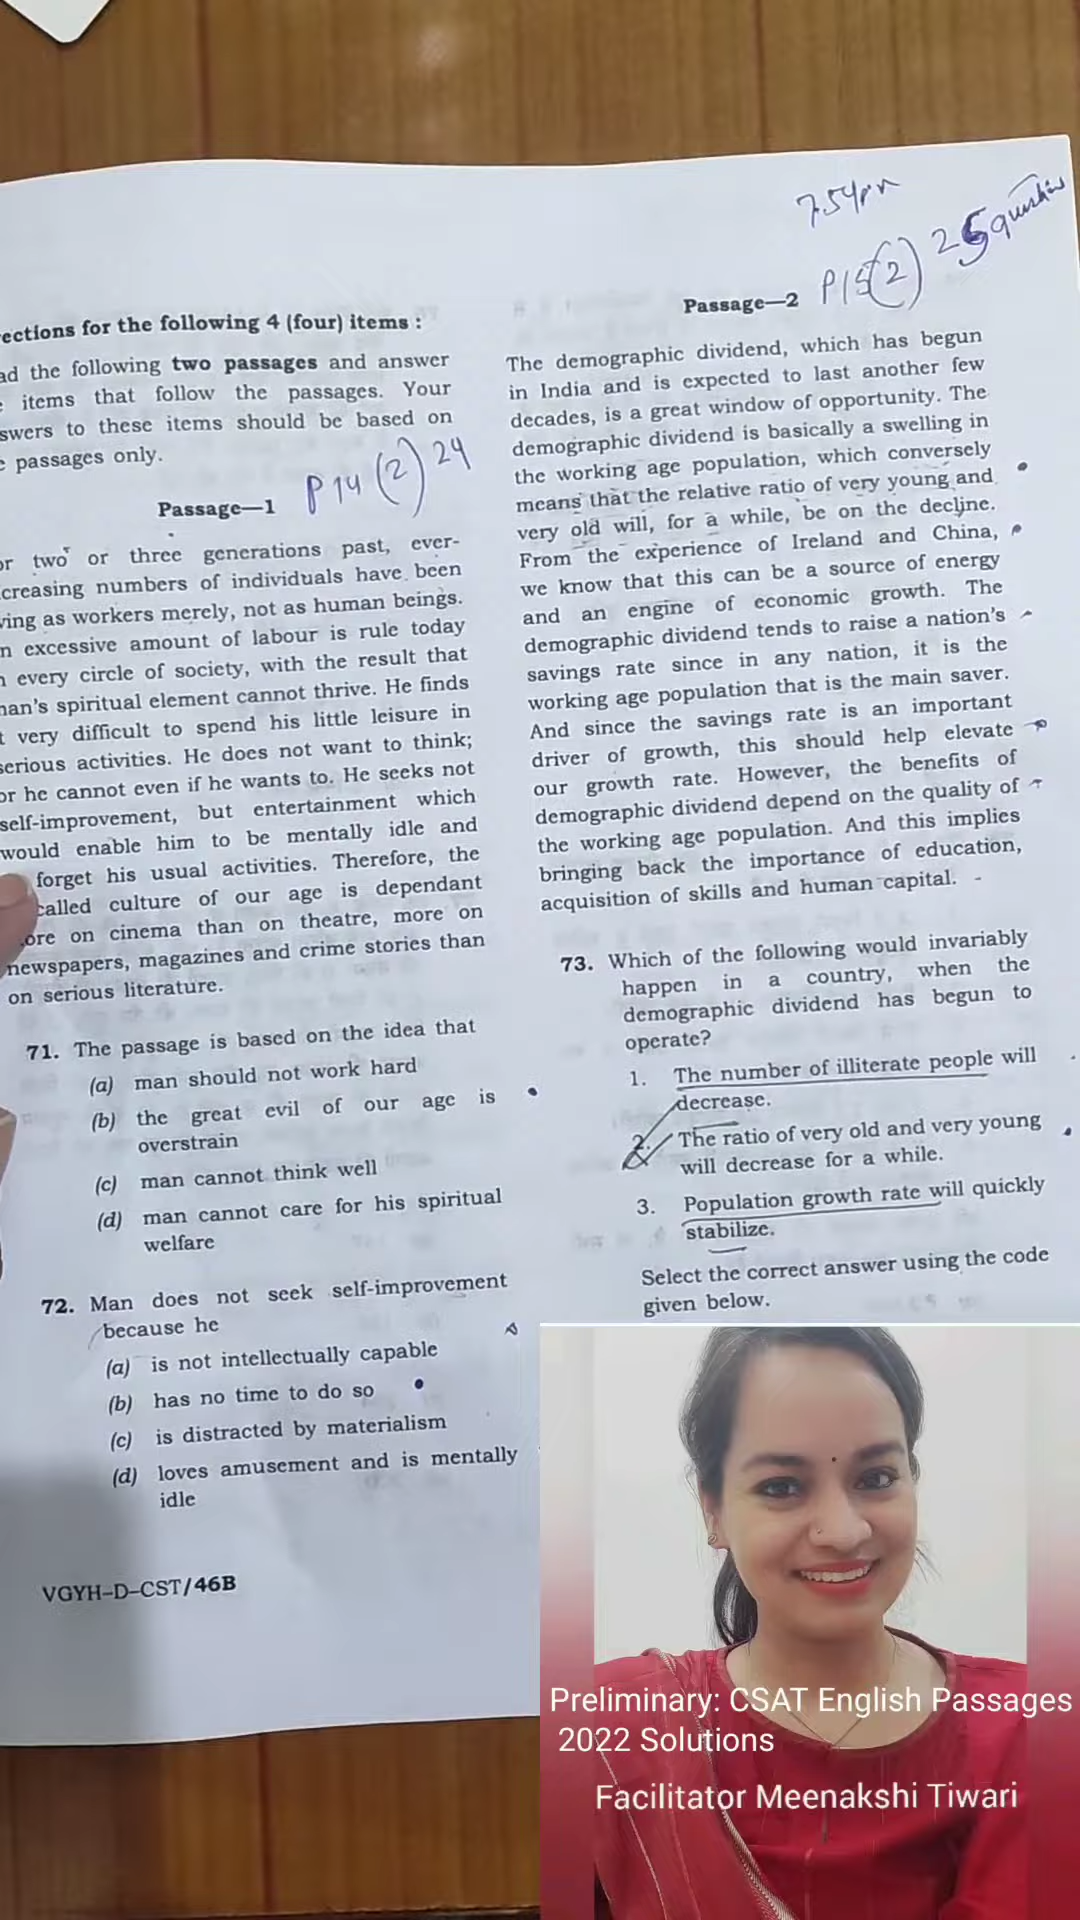 ections for the following 4 (four) items :
ad the following two passages and answer
e items that follow the passages. Your
swers to these items should be based on
e passages only.
Passage—1 P14 (2) 24
or two or three generations past, ever-
creasing numbers of individuals have been
ving as workers merely, not as human beings.
n excessive amount of labour is rule today
n every circle of society, with the result that
nan's spiritual element cannot thrive. He finds
t very difficult to spend his little leisure in
serious activities. He does not want to think;
or he cannot even if he wants to. He seeks not
self-improvement, but entertainment which
would enable him to be mentally idle and
forget his usual activities. Therefore, the
called culture of our age is dependant
ore on cinema than on theatre, more on
newspapers, magazines and crime stories than
on serious literature.
71. The passage is based on the idea that
(a) man should not work hard
(b) the great evil of our age is
overstrain
(c) man cannot think well
(d) man cannot care for his spiritual
welfare
72. Man does not seek self-improvement
because he
(a) is not intellectually capable
(b) has no time to do so
(c) is distracted by materialism
(d) loves amusement and is mentally
idle
VGYH-D-CST/46B
7.54pm
Passage—2 P15(2) 25 question
The demographic dividend, which has begun
in India and is expected to last another few
decades, is a great window of opportunity. The
demographic dividend is basically a swelling in
the working age population, which conversely
means that the relative ratio of very young and
very old will, for a while, be on the decline.
From the experience of Ireland and China,
we know that this can be a source of energy
and an engine of economic growth. The
demographic dividend tends to raise a nation's
savings rate since in any nation, it is the
working age population that is the main saver.
And since the savings rate is an important
driver of growth, this should help elevate
our growth rate. However, the benefits of
demographic dividend depend on the quality of
the working age population. And this implies
bringing back the importance of education,
acquisition of skills and human capital.
73. Which of the following would invariably
happen in a country, when the
demographic dividend has begun to
operate?
1. The number of illiterate people will
decrease.
2. The ratio of very old and very young
will decrease for a while.
3. Population growth rate will quickly
stabilize.
Select the correct answer using the code
given below.
Preliminary: CSAT English Passages
2022 Solutions
Facilitator Meenakshi Tiwari